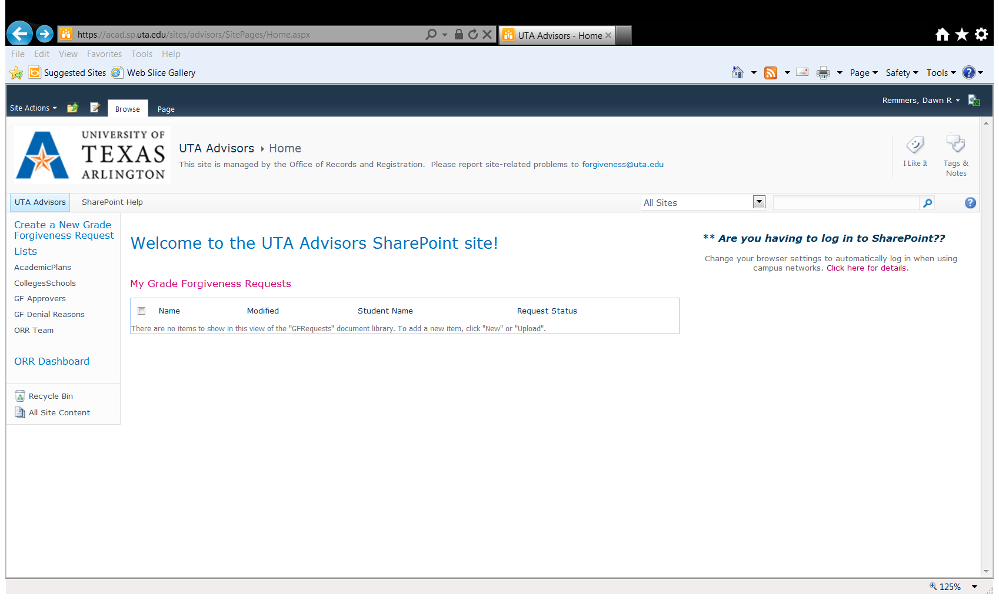 https://acad.sp.uta.edu/sites/advisors/SitePages/Home.aspx
UTA Advisors - Home
File Edit View Favorites Tools Help
Suggested Sites Web Slice Gallery
Page Safety Tools
Site Actions Browse Page
Remmers, Dawn R
UNIVERSITY OF
TEXAS
ARLINGTON
UTA Advisors Home
This site is managed by the Office of Records and Registration. Please report site-related problems to forgiveness@uta.edu
I Like It
Tags &
Notes
UTA Advisors SharePoint Help
All Sites
Create a New Grade
Forgiveness Request
Lists
AcademicPlans
CollegesSchools
GF Approvers
GF Denial Reasons
ORR Team
ORR Dashboard
Recycle Bin
All Site Content
Welcome to the UTA Advisors SharePoint site!
My Grade Forgiveness Requests
Name Modified Student Name Request Status
There are no items to show in this view of the "GFRequests" document library. To add a new item, click "New" or "Upload".
** Are you having to log in to SharePoint??
Change your browser settings to automatically log in when using
campus networks. Click here for details.
125%